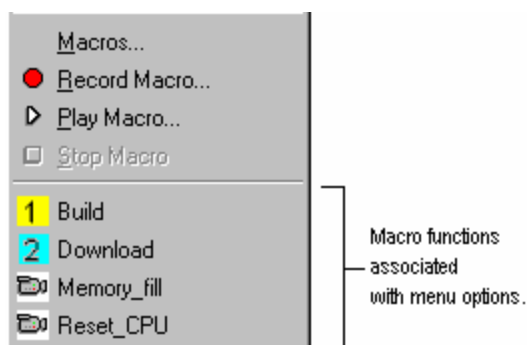 Macros...
Record Macro...
Play Macro...
Stop Macro
1 Build
2 Download
Memory_fill
Reset_CPU
Macro functions
associated
with menu options.